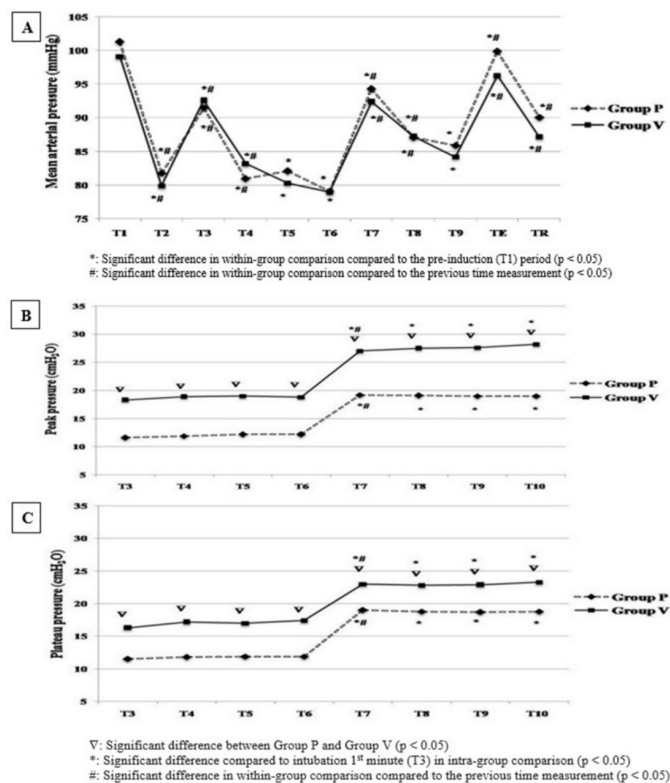 A
Mean arterial pressure (mmHg)
105
100
95
90
85
80
75
*#
*#
*#
*#
*#
*#
*
*
*
*
*#
*#
*#
*#
*
*
*#
*#
*#
*#
T1 T2 T3 T4 T5 T6 T7 T8 T9 TE TR
Group P
Group V
*: Significant difference in within-group comparison compared to the pre-induction (T1) period (p < 0.05)
#: Significant difference in within-group comparison compared to the previous time measurement (p < 0.05)
B
Peak pressure (cmH₂O)
35
30
25
20
15
10
5
∇ ∇ ∇ ∇ ∇ ∇ ∇ ∇
*# * * *
*# * * *
T3 T4 T5 T6 T7 T8 T9 T10
Group P
Group V
C
Plateau pressure (cmH₂O)
35
30
25
20
15
10
5
∇ ∇ ∇ ∇ ∇ ∇ ∇ ∇
*# * * *
*# * * *
T3 T4 T5 T6 T7 T8 T9 T10
Group P
Group V
∇: Significant difference between Group P and Group V (p < 0.05)
*: Significant difference compared to intubation 1st minute (T3) in intra-group comparison (p < 0.05)
#: Significant difference in within-group comparison compared to the previous time measurement (p < 0.05)